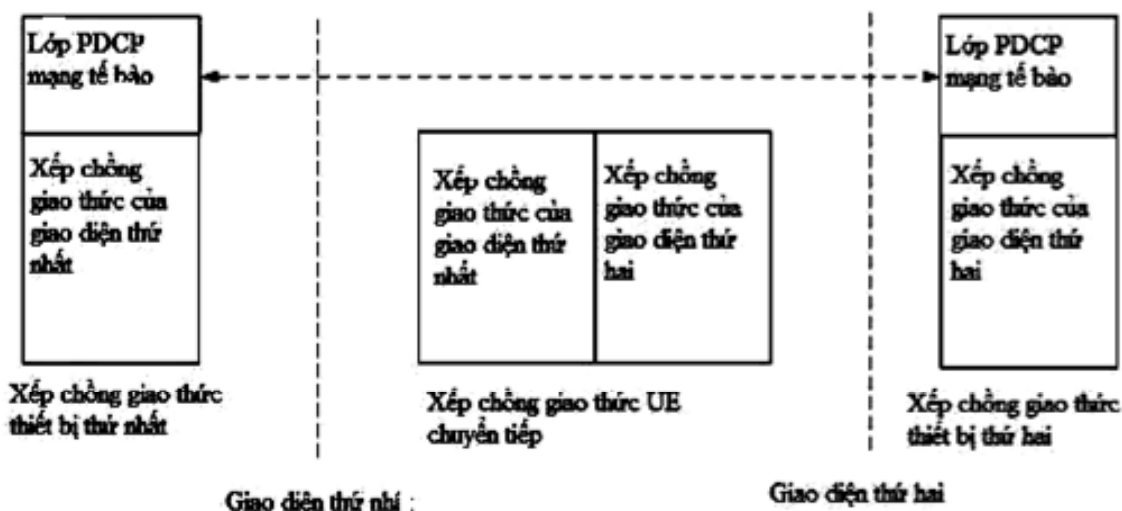 Lớp PDCP
mạng tế bào
Lớp PDCP
mạng tế bào
Xếp chồng
giao thức của
giao diện thứ
nhất
Xếp chồng
giao thức của
giao diện thứ
nhất
Xếp chồng
giao thức của
giao diện thứ
hai
Xếp chồng
giao thức của
giao diện thứ
hai
Xếp chồng giao thức
thiết bị thứ nhất
Xếp chồng giao thức UE
chuyển tiếp
Xếp chồng giao thức
thiết bị thứ hai
Giao diện thứ nhí :
Giao diện thứ hai